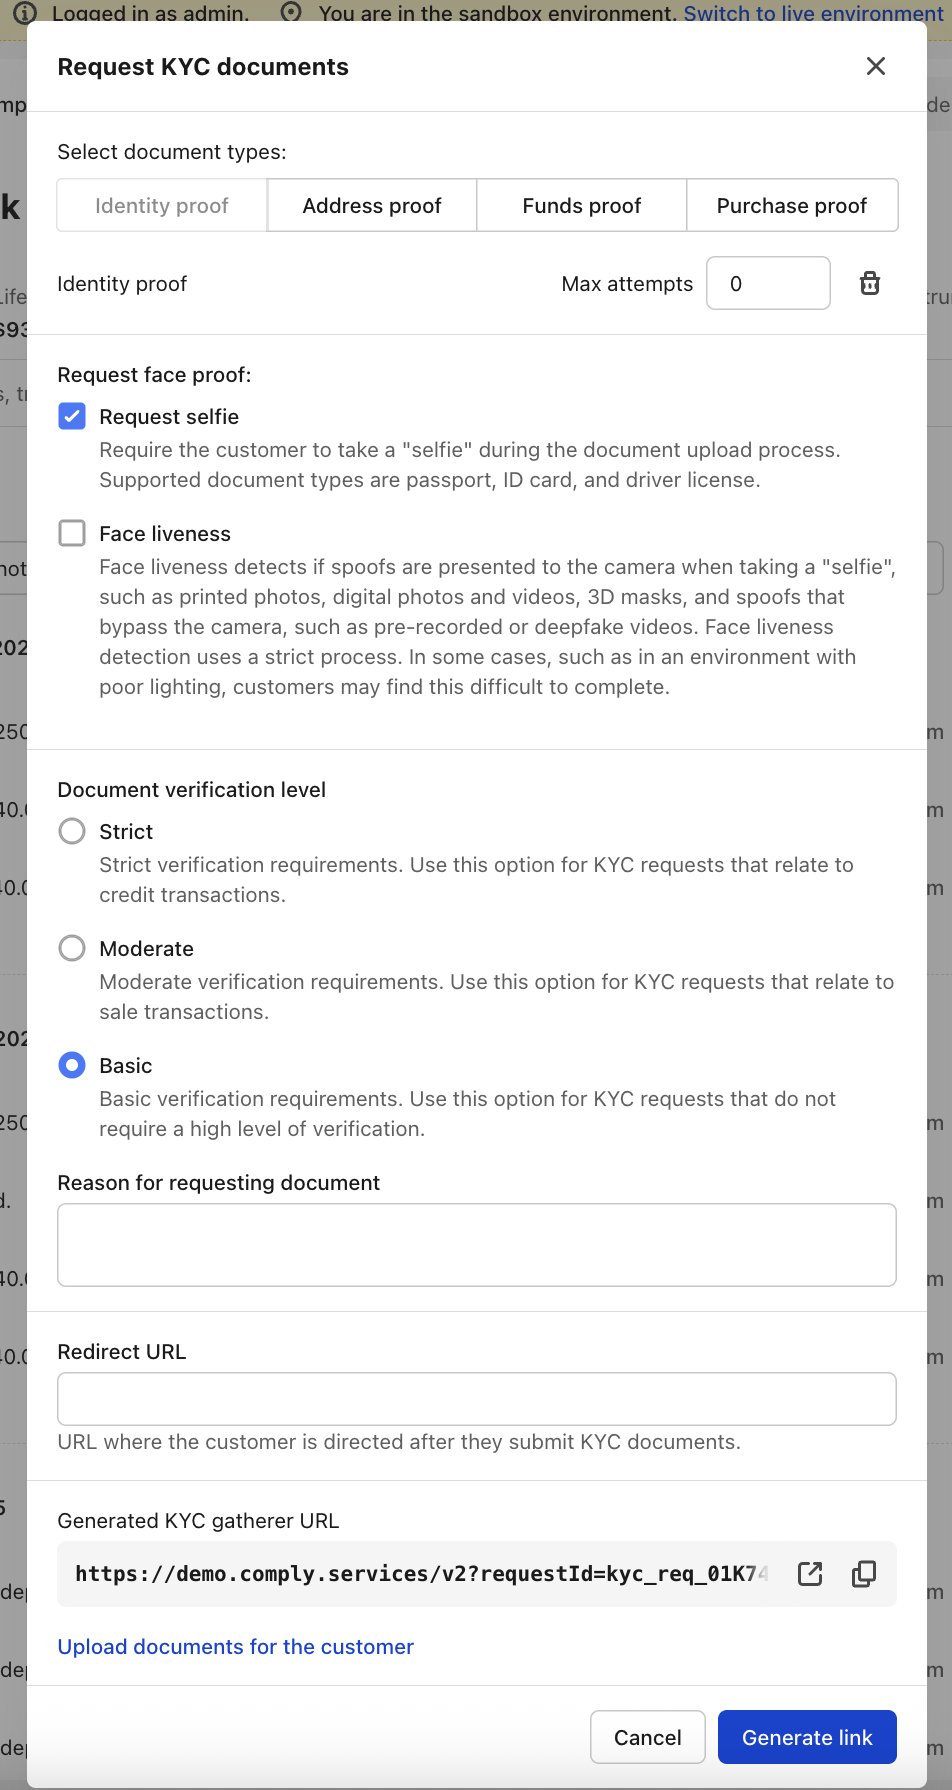 Logged in as admin. You are in the sandbox environment. Switch to live environment
Request KYC documents
Select document types:
Identity proof Address proof Funds proof Purchase proof
Identity proof Max attempts 0
Request face proof:
Request selfie
Require the customer to take a "selfie" during the document upload process.
Supported document types are passport, ID card, and driver license.
Face liveness
Face liveness detects if spoofs are presented to the camera when taking a "selfie",
such as printed photos, digital photos and videos, 3D masks, and spoofs that
bypass the camera, such as pre-recorded or deepfake videos. Face liveness
detection uses a strict process. In some cases, such as in an environment with
poor lighting, customers may find this difficult to complete.
Document verification level
Strict
Strict verification requirements. Use this option for KYC requests that relate to
credit transactions.
Moderate
Moderate verification requirements. Use this option for KYC requests that relate to
sale transactions.
Basic
Basic verification requirements. Use this option for KYC requests that do not
require a high level of verification.
Reason for requesting document
Redirect URL
URL where the customer is directed after they submit KYC documents.
Generated KYC gatherer URL
https://demo.comply.services/v2?requestId=kyc_req_01K74
Upload documents for the customer
Cancel Generate link